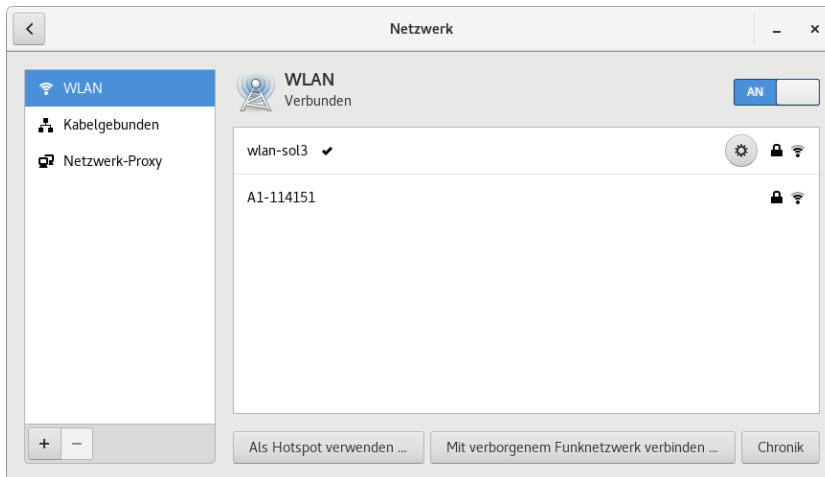 Netzwerk
WLAN
Kabelgebunden
Netzwerk-Proxy
WLAN
Verbunden
AN
wlan-sol3
A1-114151
Als Hotspot verwenden ...
Mit verborgenem Funknetzwerk verbinden ...
Chronik